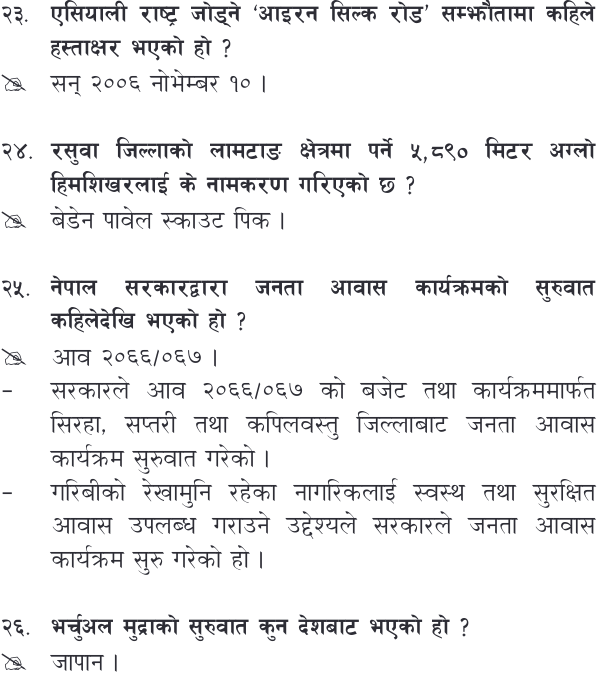 २३. एसियाली राष्ट्र जोड्ने ‘आइरन सिल्क रोड’ सम्झौतामा कहिले
हस्ताक्षर भएको हो ?
सन् २००६ नोभेम्बर १० ।
२४. रसुवा जिल्लाको लामटाङ क्षेत्रमा पर्ने ५,८९० मिटर अग्लो
हिमशिखरलाई के नामकरण गरिएको छ ?
बेडेन पावेल स्काउट पिक ।
२५. नेपाल सरकारद्वारा जनता आवास कार्यक्रमको सुरुवात
कहिलेदेखि भएको हो ?
आव २०६६/०६७ ।
– सरकारले आव २०६६/०६७ को बजेट तथा कार्यक्रममार्फत
सिरहा, सप्तरी तथा कपिलवस्तु जिल्लाबाट जनता आवास
कार्यक्रम सुरुवात गरेको ।
– गरिबीको रेखामुनि रहेका नागरिकलाई स्वस्थ तथा सुरक्षित
आवास उपलब्ध गराउने उद्देश्यले सरकारले जनता आवास
कार्यक्रम सुरु गरेको हो ।
२६. भर्चुअल मुद्राको सुरुवात कुन देशबाट भएको हो ?
जापान ।